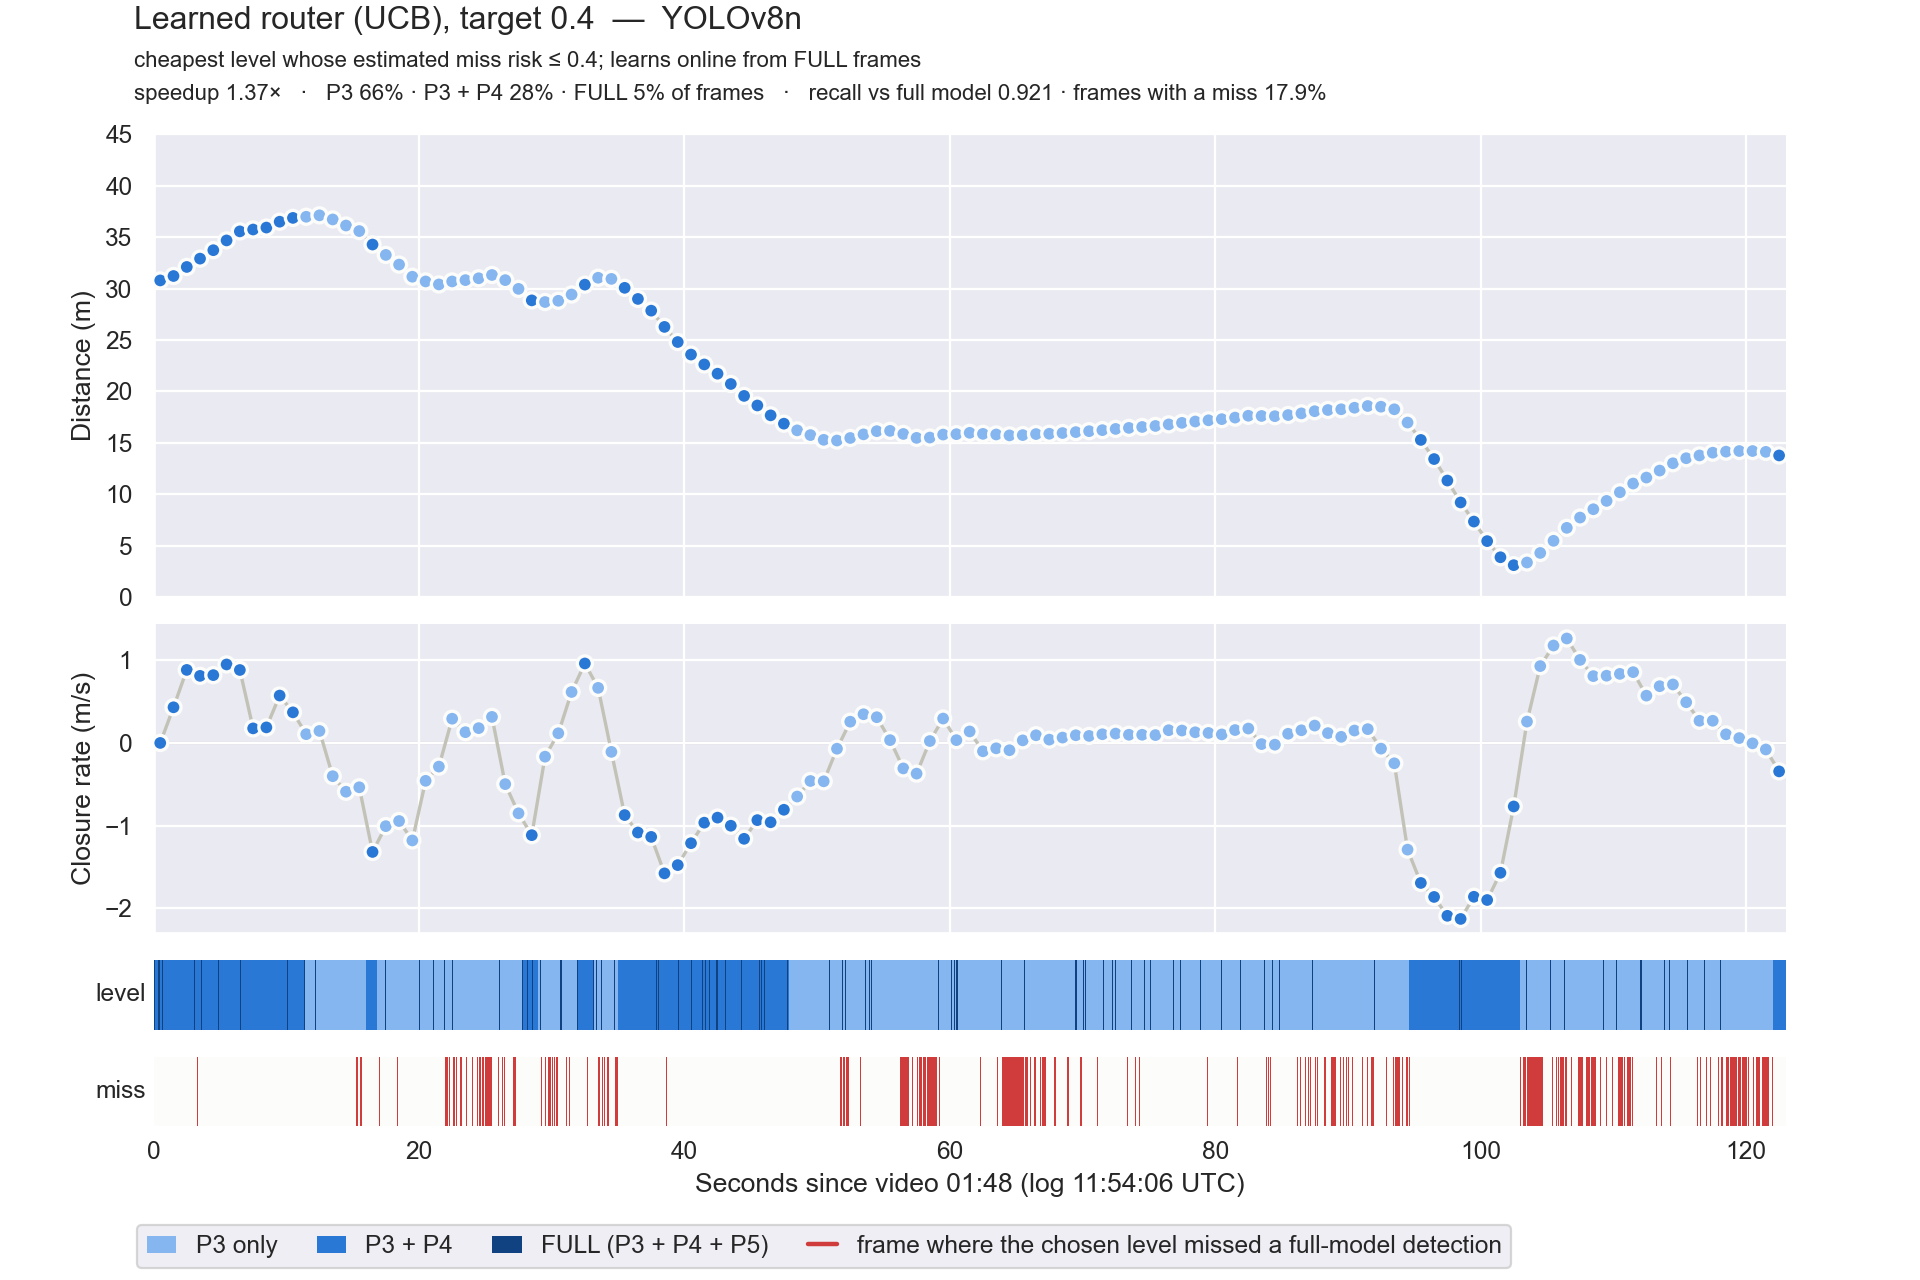 Learned router (UCB), target 0.4 — YOLOv8n
cheapest level whose estimated miss risk ≤ 0.4; learns online from FULL frames
speedup 1.37× · P3 66% · P3 + P4 28% · FULL 5% of frames · recall vs full model 0.921 · frames with a miss 17.9%
45
40
35
30
25
20
15
10
5
0
Distance (m)
1
0
−1
−2
Closure rate (m/s)
level
miss
0 20 40 60 80 100 120
Seconds since video 01:48 (log 11:54:06 UTC)
P3 only P3 + P4 FULL (P3 + P4 + P5) frame where the chosen level missed a full-model detection